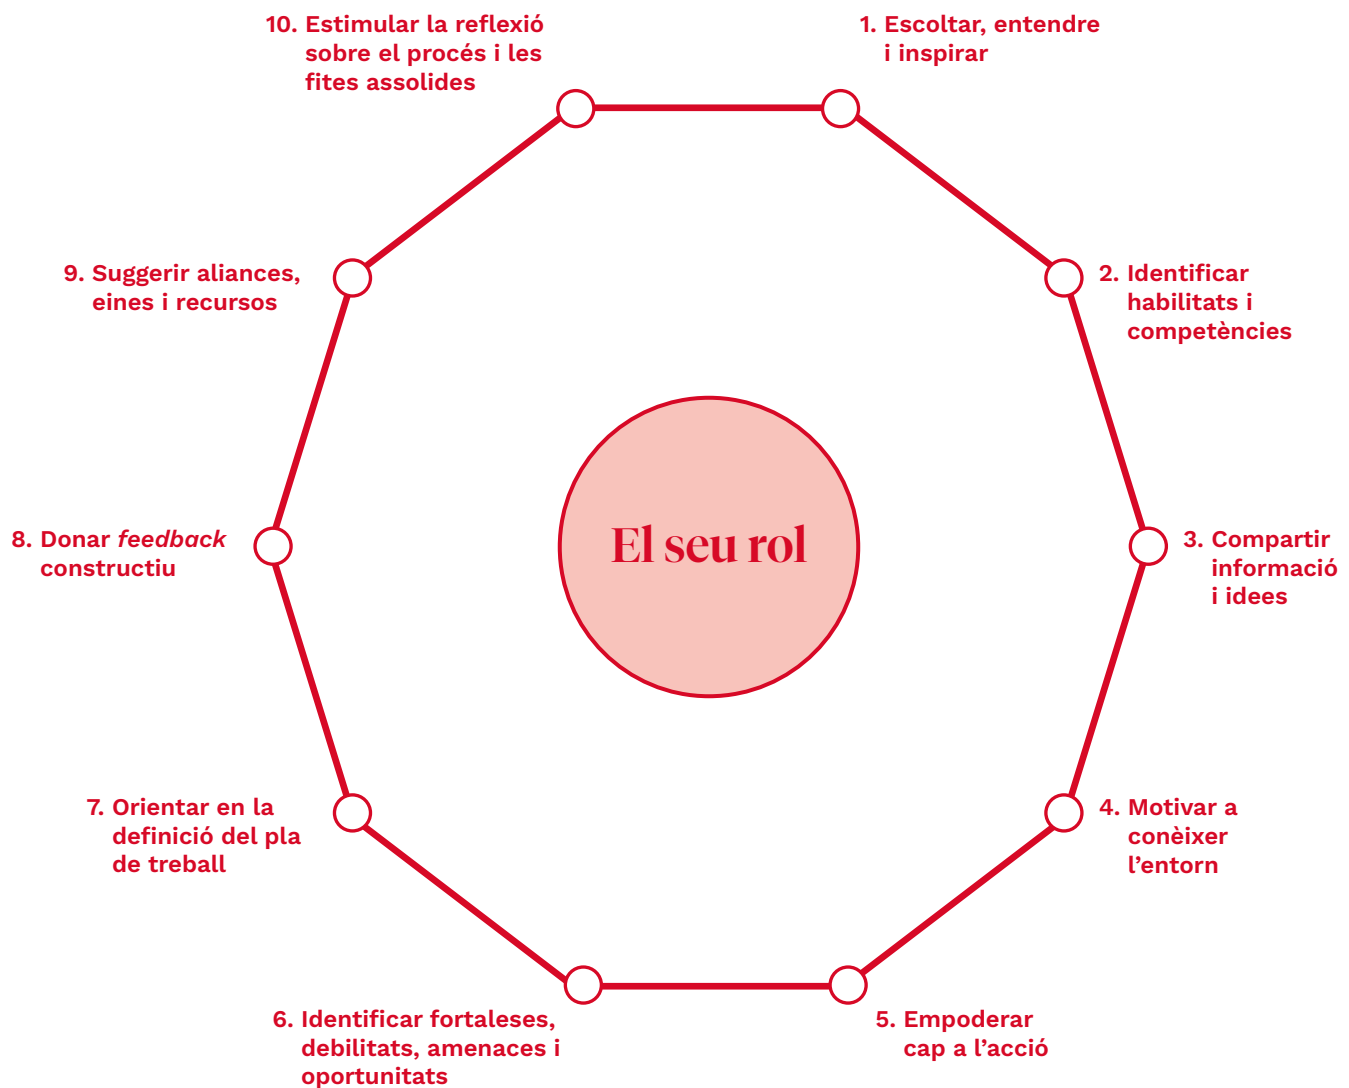 10. Estimular la reflexió
sobre el procés i les
fites assolides
1. Escoltar, entendre
i inspirar
9. Suggerir aliances,
eines i recursos
2. Identificar
habilitats i
competències
8. Donar feedback
constructiu
El seu rol
3. Compartir
informació
i idees
7. Orientar en la
definició del pla
de treball
4. Motivar a
conèixer
l’entorn
6. Identificar fortaleses,
debilitats, amenaces i
oportunitats
5. Empoderar
cap a l’acció